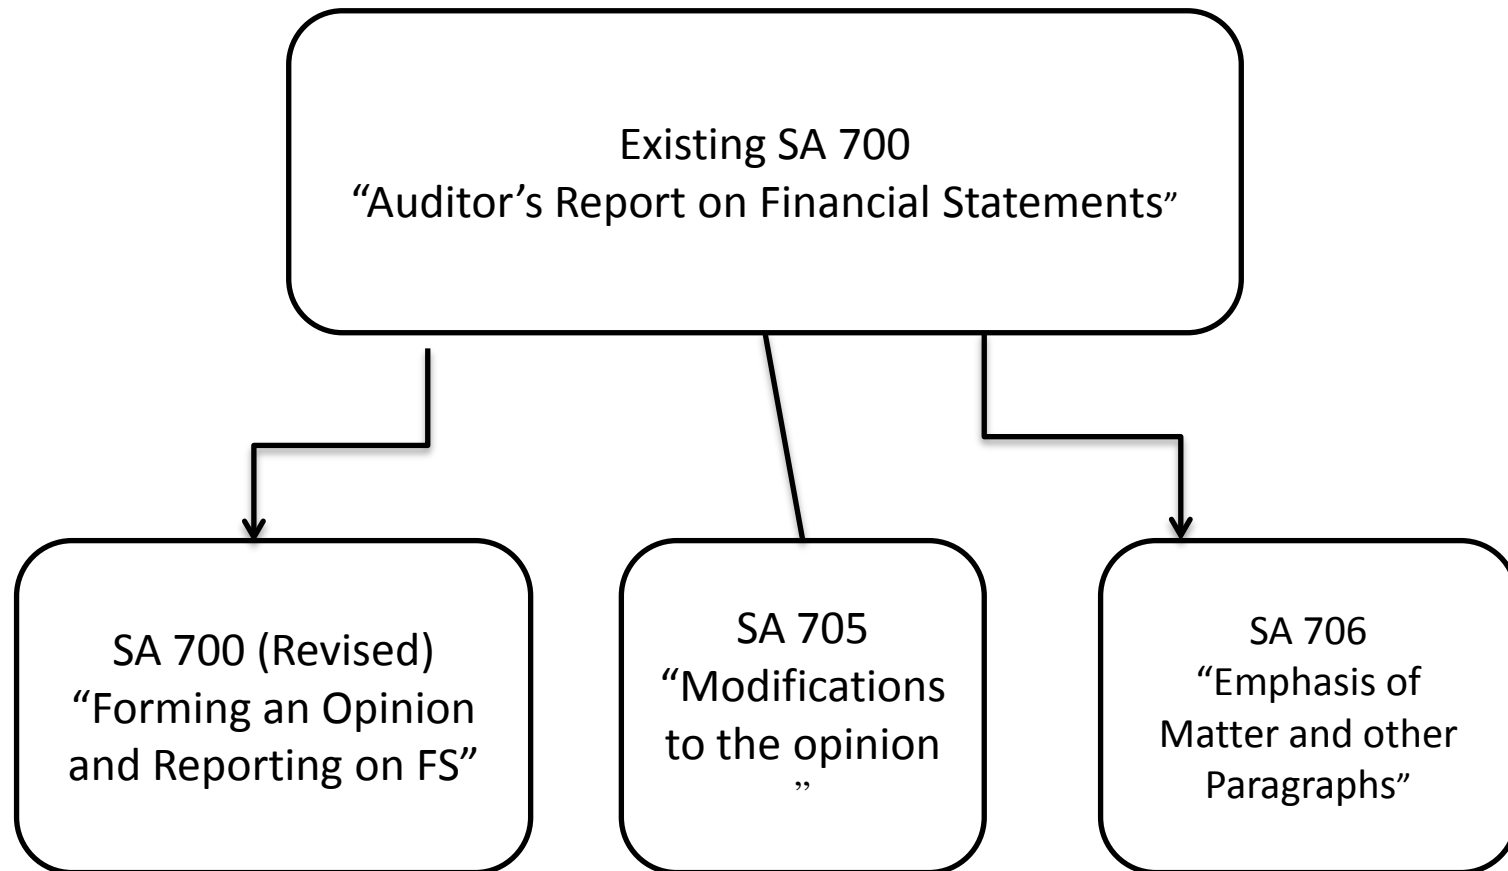 Existing SA 700
“Auditor’s Report on Financial Statements”
SA 700 (Revised)
“Forming an Opinion
and Reporting on FS”
SA 705
“Modifications
to the opinion
”
SA 706
“Emphasis of
Matter and other
Paragraphs”